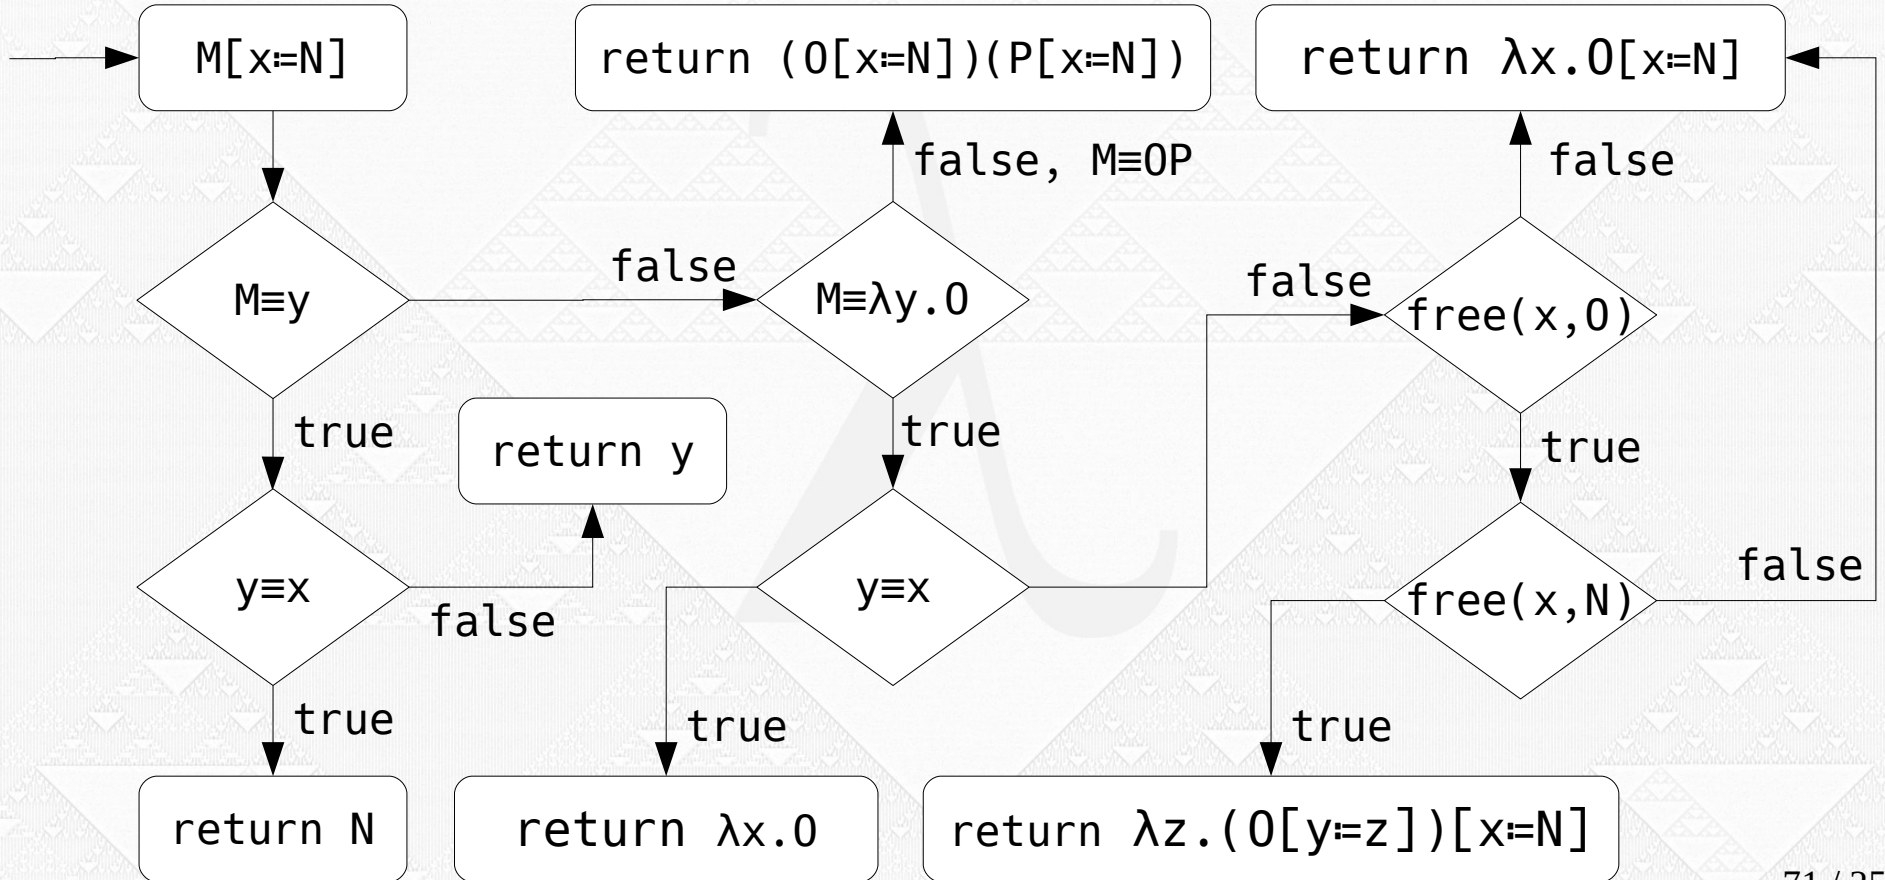 M[x≔N]
return (O[x≔N])(P[x≔N])
return λx.O[x≔N]
false, M≡OP
false
M≡y
false
M≡λy.O
false
free(x,O)
true
return y
true
true
y≡x
false
y≡x
free(x,N)
false
true
true
true
return N
return λx.O
return λz.(O[y≔z])[x≔N]